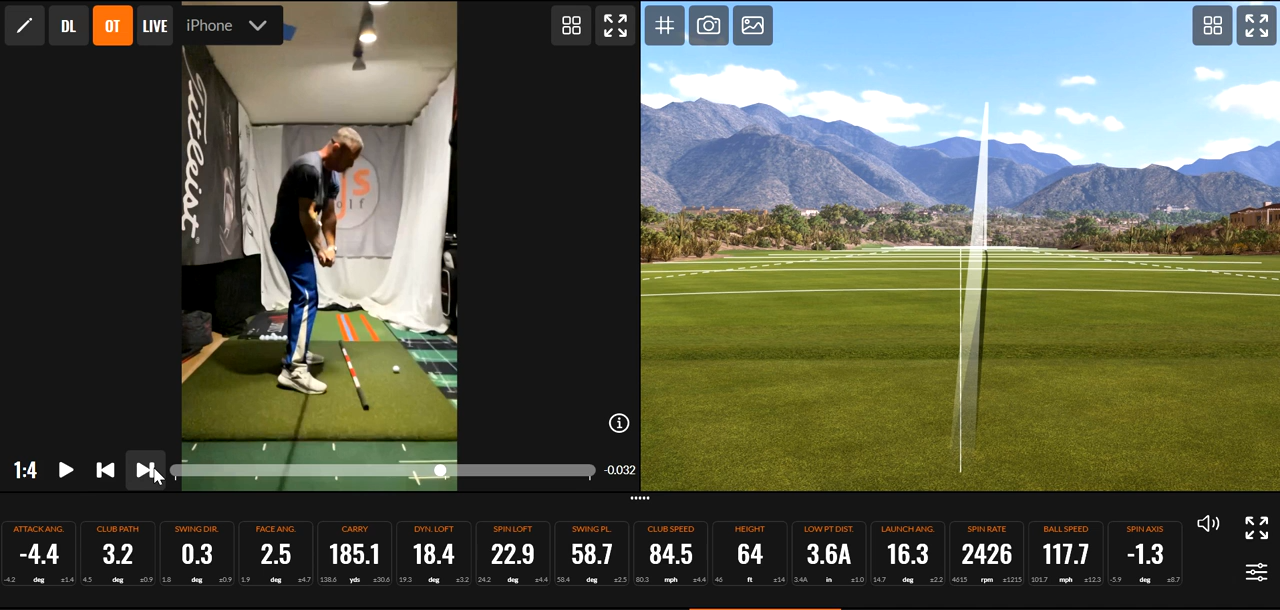 DL OT LIVE iPhone
Titleist
js
olf
1:4 -0.032
ATTACK ANG. CLUB PATH SWING DIR. FACE ANG. CARRY DYN. LOFT SPIN LOFT SWING PL. CLUB SPEED HEIGHT LOW PT DIST. LAUNCH ANG. SPIN RATE BALL SPEED SPIN AXIS
-4.4 3.2 0.3 2.5 185.1 18.4 22.9 58.7 84.5 64 3.6A 16.3 2426 117.7 -1.3
-4.2 deg ±1.4 4.5 deg ±0.9 1.8 deg ±0.9 1.9 deg ±4.7 138.6 yds ±30.6 19.3 deg ±3.2 24.2 deg ±4.4 58.4 deg ±2.5 80.3 mph ±4.4 46 ft ±14 3.4A in ±1.0 14.7 deg ±2.2 4615 rpm ±1215 101.7 mph ±12.3 -5.9 deg ±8.7